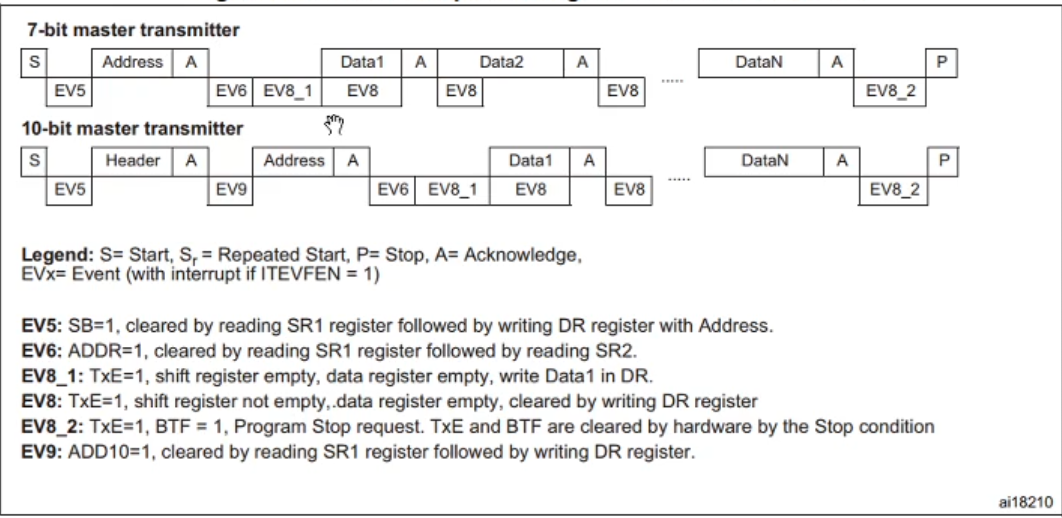 7-bit master transmitter
S Address A Data1 A Data2 A ..... DataN A P
EV5 EV6 EV8_1 EV8 EV8 EV8 EV8_2
10-bit master transmitter
S Header A Address A Data1 A ..... DataN A P
EV5 EV9 EV6 EV8_1 EV8 EV8 EV8_2
Legend: S= Start, Sr = Repeated Start, P= Stop, A= Acknowledge,
EVx= Event (with interrupt if ITEVFEN = 1)
EV5: SB=1, cleared by reading SR1 register followed by writing DR register with Address.
EV6: ADDR=1, cleared by reading SR1 register followed by reading SR2.
EV8_1: TxE=1, shift register empty, data register empty, write Data1 in DR.
EV8: TxE=1, shift register not empty,.data register empty, cleared by writing DR register
EV8_2: TxE=1, BTF = 1, Program Stop request. TxE and BTF are cleared by hardware by the Stop condition
EV9: ADD10=1, cleared by reading SR1 register followed by writing DR register.
ai18210